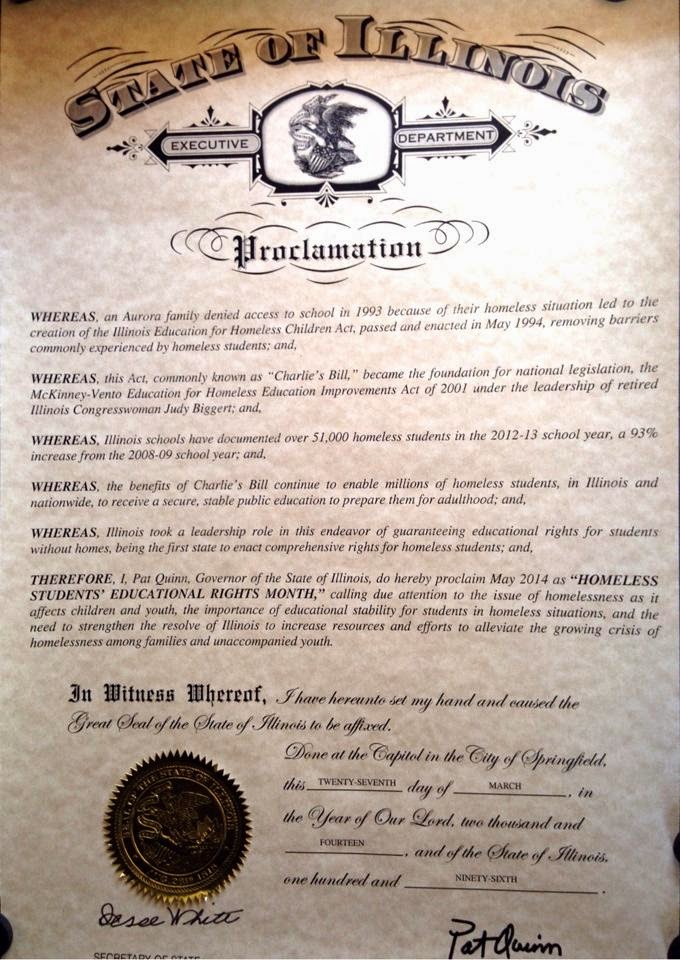 STATE OF ILLINOIS
EXECUTIVE DEPARTMENT
Proclamation
WHEREAS, an Aurora family denied access to school in 1993 because of their homeless situation led to the
creation of the Illinois Education for Homeless Children Act, passed and enacted in May 1994, removing barriers
commonly experienced by homeless students; and,
WHEREAS, this Act, commonly known as “Charlie’s Bill,” became the foundation for national legislation, the
McKinney-Vento Education for Homeless Education Improvements Act of 2001 under the leadership of retired
Illinois Congresswoman Judy Biggert; and,
WHEREAS, Illinois schools have documented over 51,000 homeless students in the 2012-13 school year, a 93%
increase from the 2008-09 school year; and,
WHEREAS, the benefits of Charlie’s Bill continue to enable millions of homeless students, in Illinois and
nationwide, to receive a secure, stable public education to prepare them for adulthood; and,
WHEREAS, Illinois took a leadership role in this endeavor of guaranteeing educational rights for students
without homes, being the first state to enact comprehensive rights for homeless students; and,
THEREFORE, I, Pat Quinn, Governor of the State of Illinois, do hereby proclaim May 2014 as “HOMELESS
STUDENTS’ EDUCATIONAL RIGHTS MONTH,” calling due attention to the issue of homelessness as it
affects children and youth, the importance of educational stability for students in homeless situations, and the
need to strengthen the resolve of Illinois to increase resources and efforts to alleviate the growing crisis of
homelessness among families and unaccompanied youth.
In Witness Whereof, I have hereunto set my hand and caused the
Great Seal of the State of Illinois to be affixed.
Done at the Capitol in the City of Springfield,
this TWENTY-SEVENTH day of MARCH, in
the Year of Our Lord, two thousand and
FOURTEEN, and of the State of Illinois,
one hundred and NINETY-SIXTH.
SEAL OF THE STATE OF ILLINOIS
AUG. 26TH 1818
Jesse White
Pat Quinn
SECRETARY OF STATE